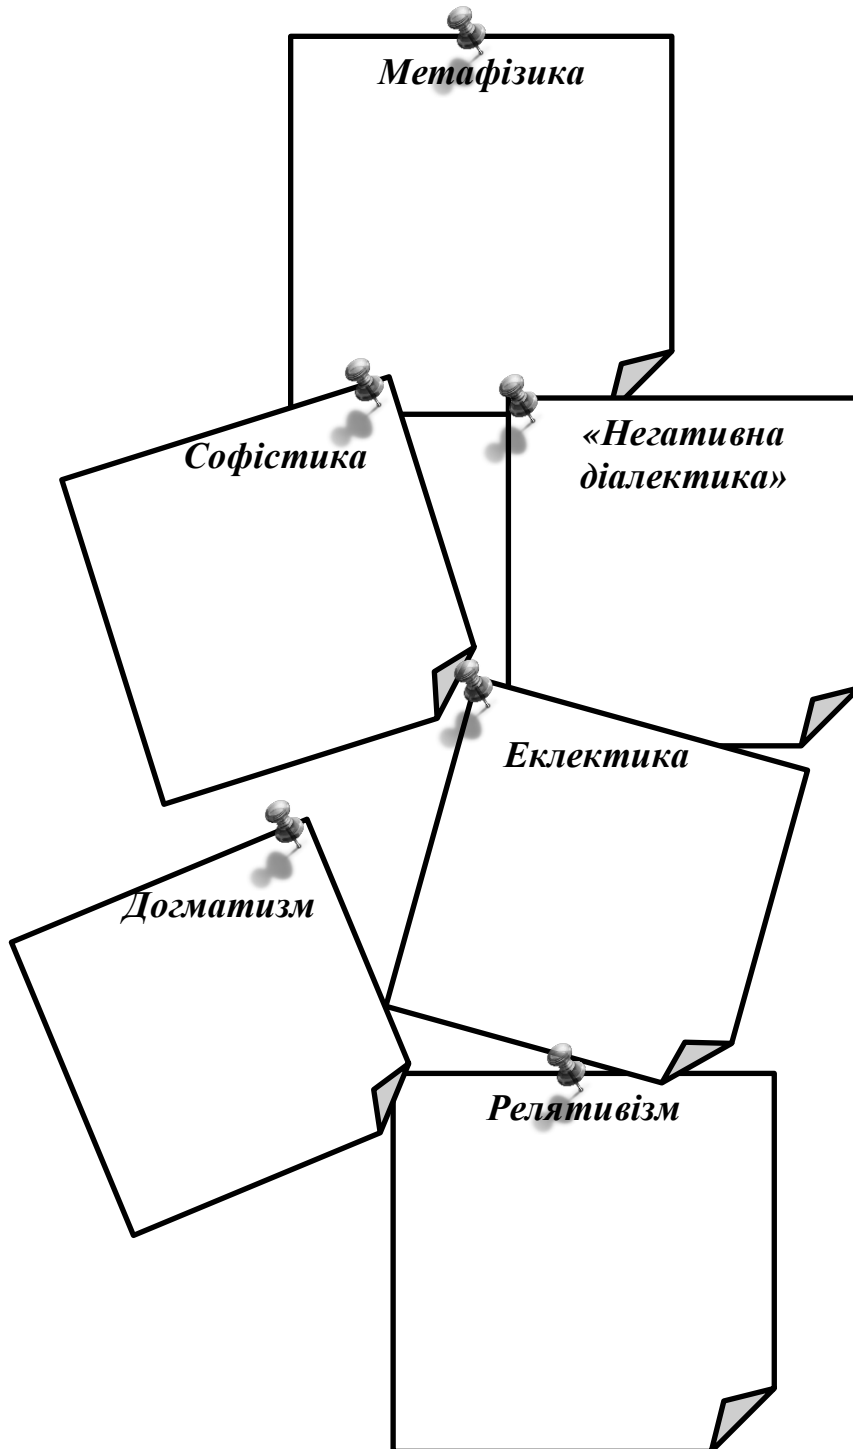 Метафізика
Софістика
«Негативна
діалектика»
Еклектика
Догматизм
Релятивізм